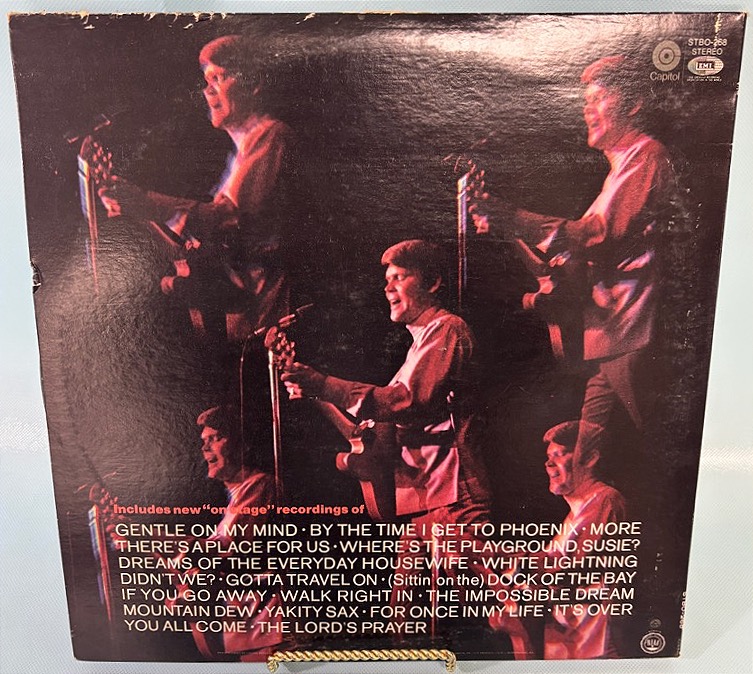 STBO-268
STEREO
Capitol
EMI
Includes new "on stage" recordings of
GENTLE ON MY MIND · BY THE TIME I GET TO PHOENIX · MORE
THERE'S A PLACE FOR US · WHERE'S THE PLAYGROUND, SUSIE?
DREAMS OF THE EVERYDAY HOUSEWIFE · WHITE LIGHTNING
DIDN'T WE? · GOTTA TRAVEL ON · (Sittin' on the) DOCK OF THE BAY
IF YOU GO AWAY · WALK RIGHT IN · THE IMPOSSIBLE DREAM
MOUNTAIN DEW · YAKITY SAX · FOR ONCE IN MY LIFE · IT'S OVER
YOU ALL COME · THE LORD'S PRAYER
STBO-268
RIAA